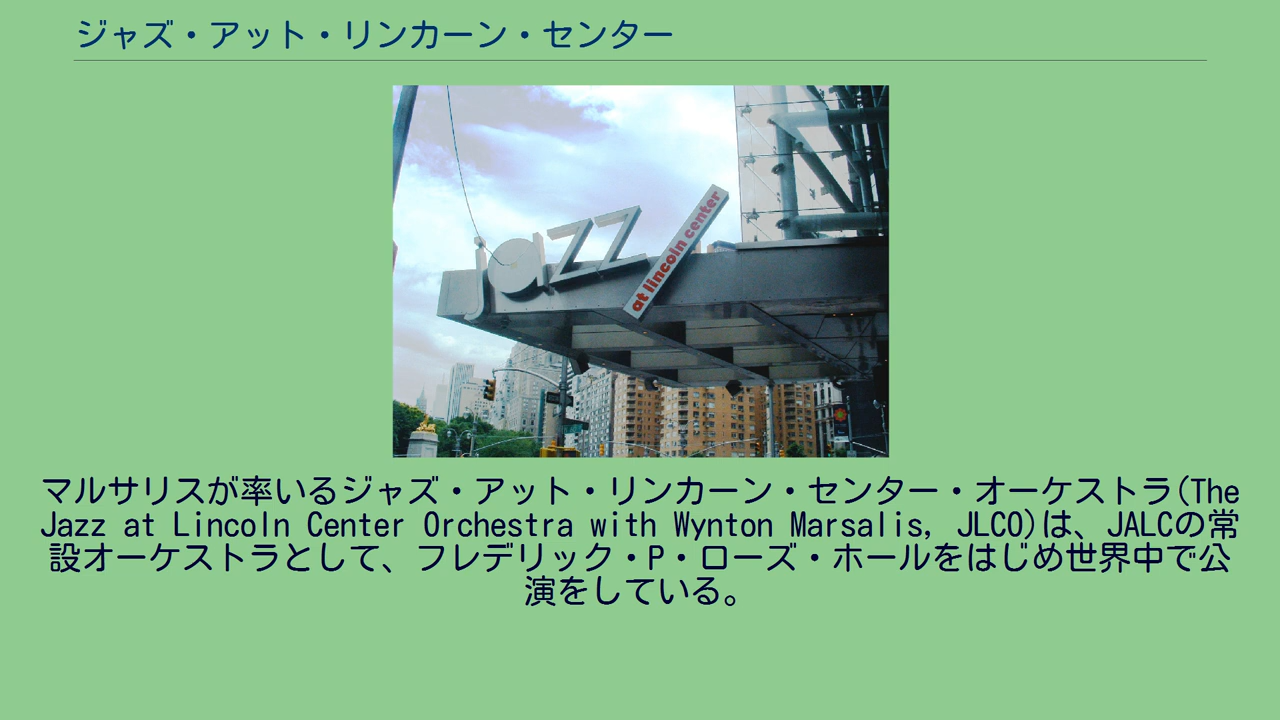 ジャズ・アット・リンカーン・センター
jazz
at lincoln center
マルサリスが率いるジャズ・アット・リンカーン・センター・オーケストラ(The
Jazz at Lincoln Center Orchestra with Wynton Marsalis, JLCO)は、JALCの常
設オーケストラとして、フレデリック・P・ローズ・ホールをはじめ世界中で公
演をしている。